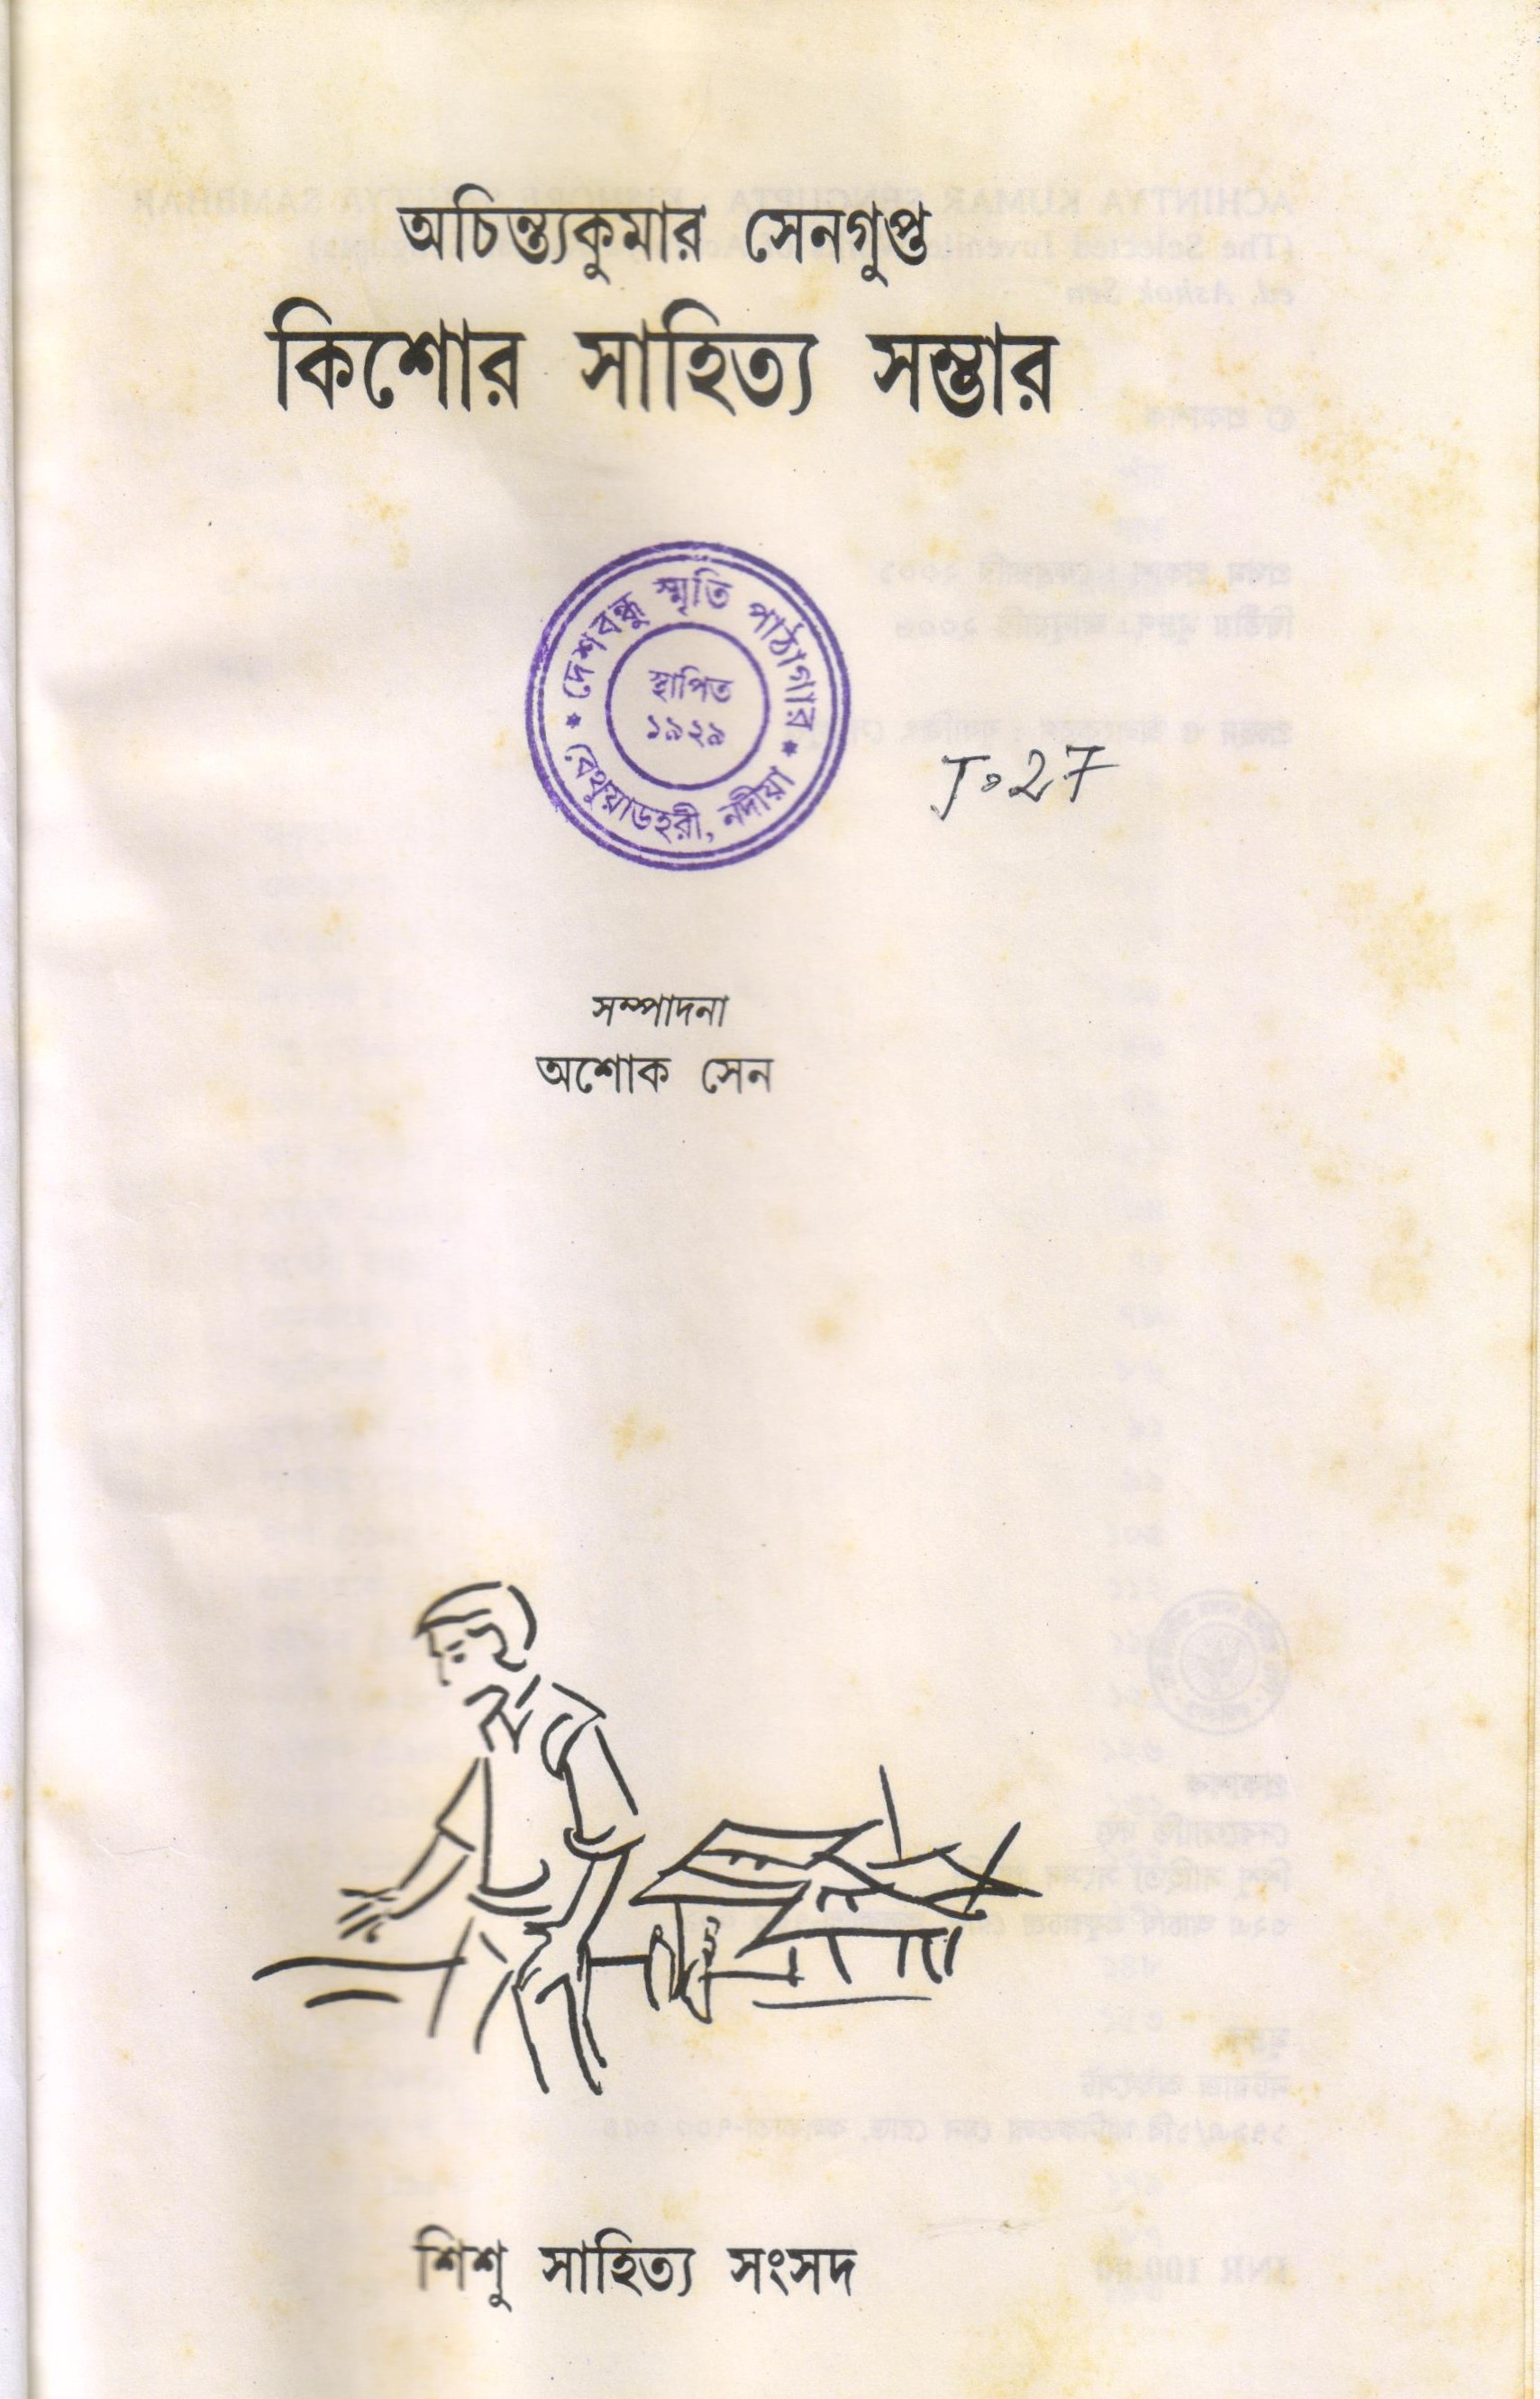 অচিন্ত্যকুমার সেনগুপ্ত
কিশোর সাহিত্য সম্ভার
দেশবন্ধু স্মৃতি পাঠাগার
স্থাপিত
১৯২৯
বেথুয়াডহরী, নদীয়া
J. 27
সম্পাদনা
অশোক সেন
শিশু সাহিত্য সংসদ